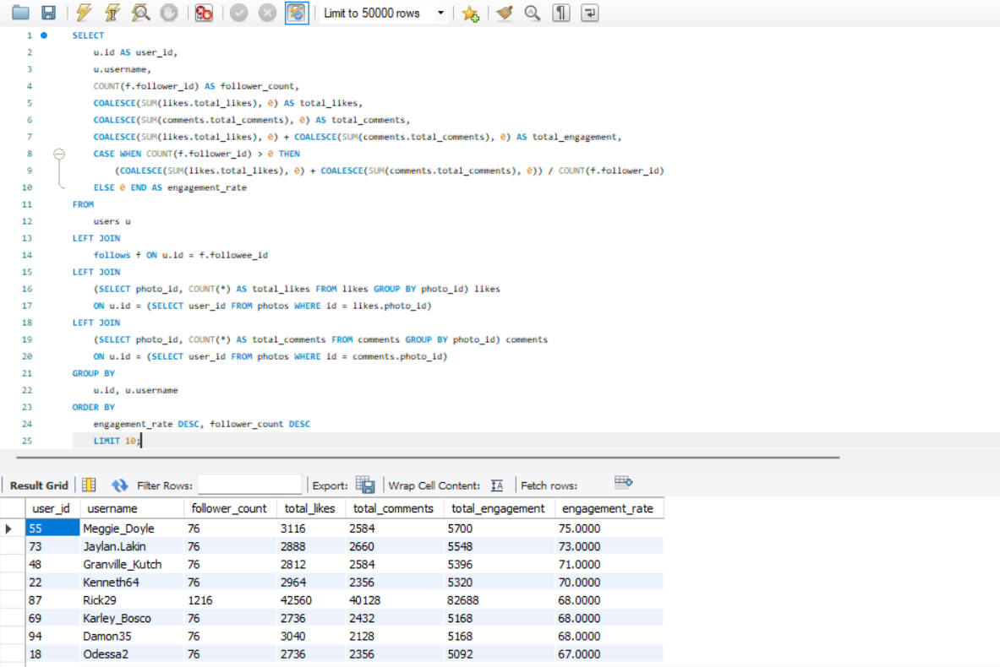 Limit to 50000 rows
1 SELECT
2 u.id AS user_id,
3 u.username,
4 COUNT(f.follower_id) AS follower_count,
5 COALESCE(SUM(likes.total_likes), 0) AS total_likes,
6 COALESCE(SUM(comments.total_comments), 0) AS total_comments,
7 COALESCE(SUM(likes.total_likes), 0) + COALESCE(SUM(comments.total_comments), 0) AS total_engagement,
8 CASE WHEN COUNT(f.follower_id) > 0 THEN
9 (COALESCE(SUM(likes.total_likes), 0) + COALESCE(SUM(comments.total_comments), 0)) / COUNT(f.follower_id)
10 ELSE 0 END AS engagement_rate
11 FROM
12 users u
13 LEFT JOIN
14 follows f ON u.id = f.followee_id
15 LEFT JOIN
16 (SELECT photo_id, COUNT(*) AS total_likes FROM likes GROUP BY photo_id) likes
17 ON u.id = (SELECT user_id FROM photos WHERE id = likes.photo_id)
18 LEFT JOIN
19 (SELECT photo_id, COUNT(*) AS total_comments FROM comments GROUP BY photo_id) comments
20 ON u.id = (SELECT user_id FROM photos WHERE id = comments.photo_id)
21 GROUP BY
22 u.id, u.username
23 ORDER BY
24 engagement_rate DESC, follower_count DESC
25 LIMIT 10;
Result Grid Filter Rows: Export: Wrap Cell Content: IA Fetch rows:
user_id username follower_count total_likes total_comments total_engagement engagement_rate
55 Meggie_Doyle 76 3116 2584 5700 75.0000
73 Jaylan.Lakin 76 2888 2660 5548 73.0000
48 Granville_Kutch 76 2812 2584 5396 71.0000
22 Kenneth64 76 2964 2356 5320 70.0000
87 Rick29 1216 42560 40128 82688 68.0000
69 Karley_Bosco 76 2736 2432 5168 68.0000
94 Damon35 76 3040 2128 5168 68.0000
18 Odessa2 76 2736 2356 5092 67.0000